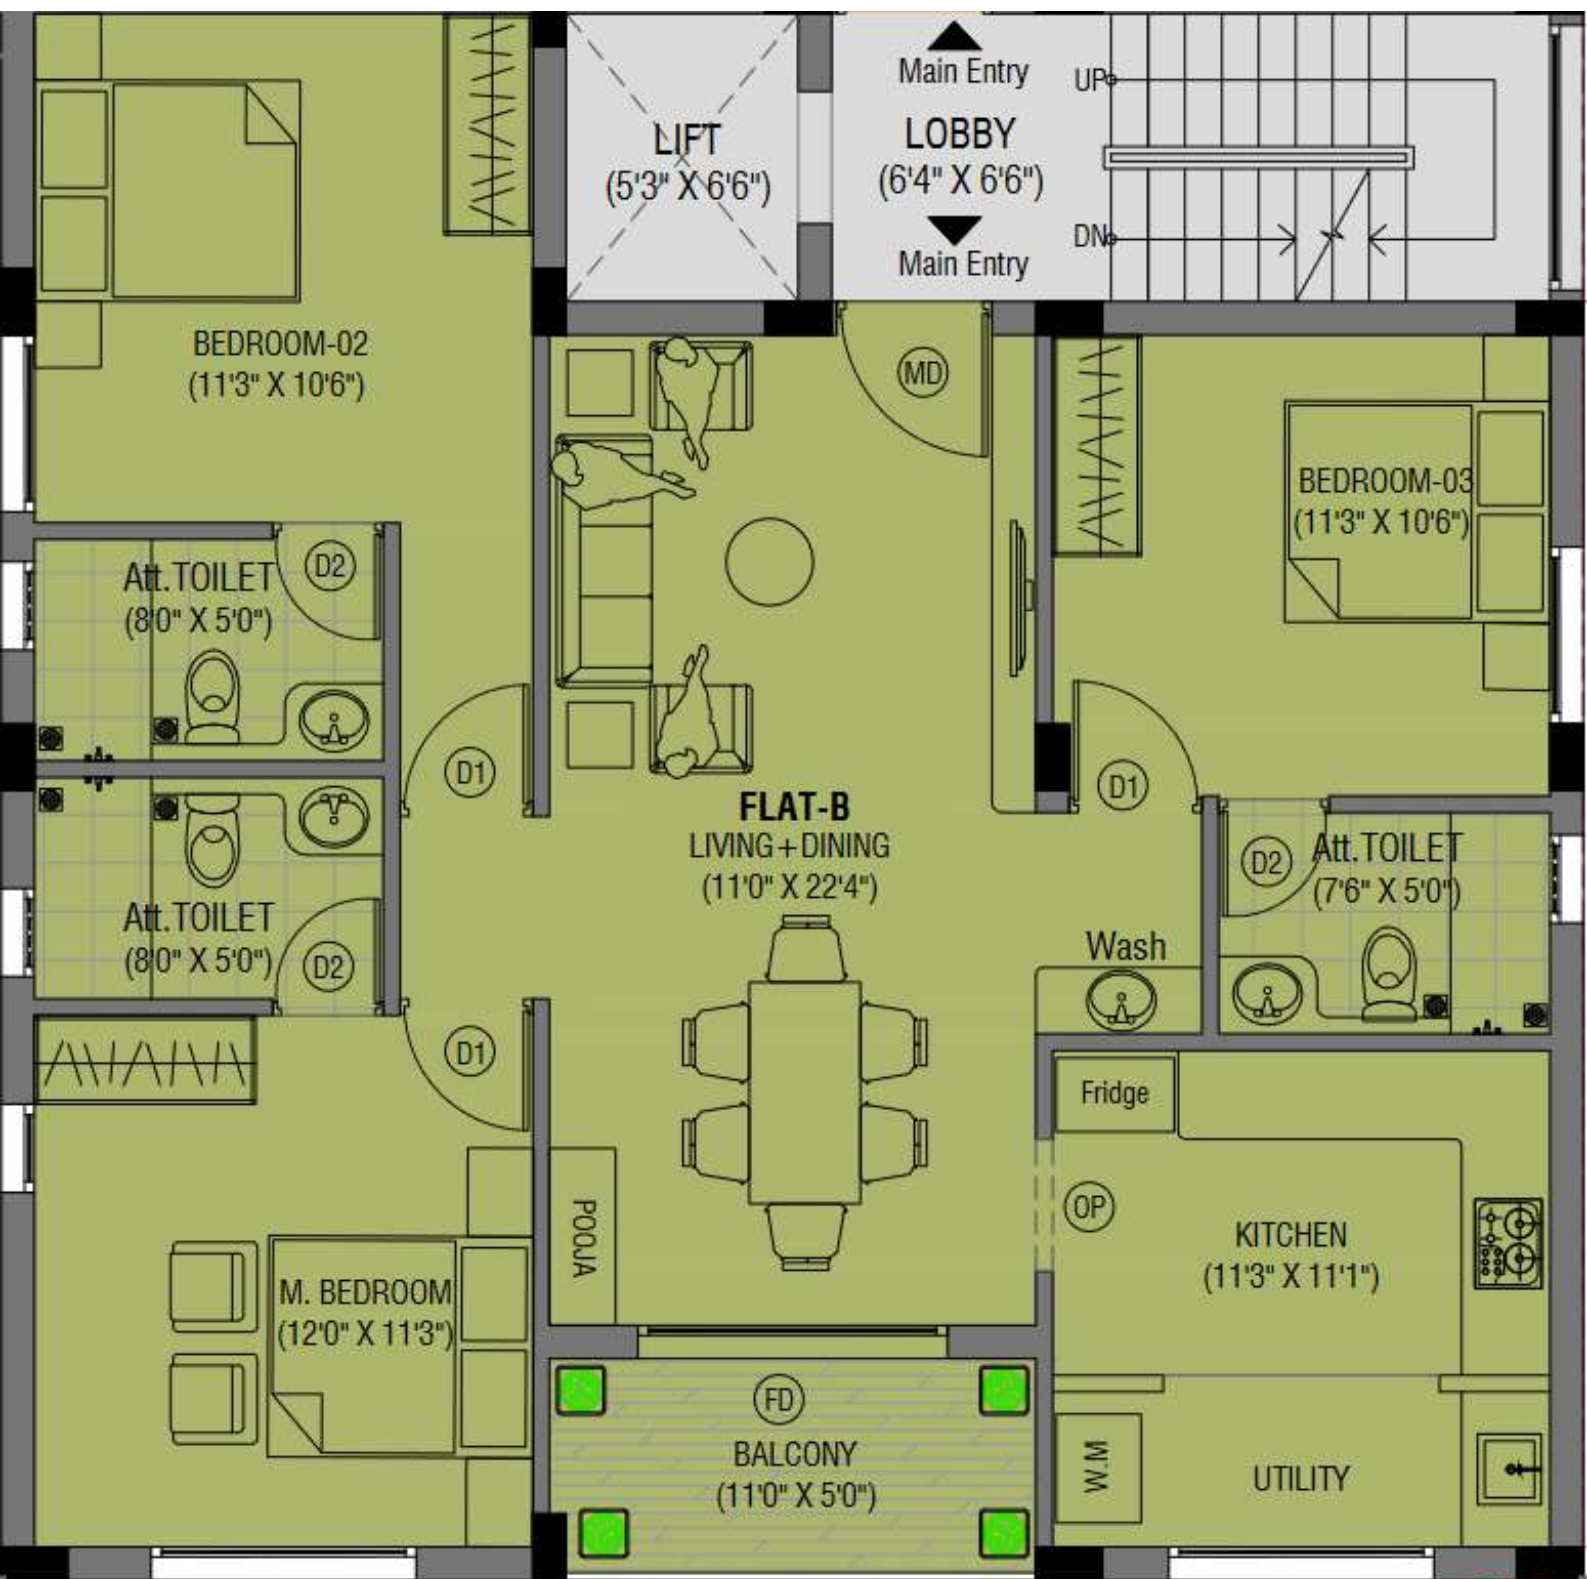 Main Entry
UP
LIFT
(5'3" X 6'6")
LOBBY
(6'4" X 6'6")
DN
Main Entry
BEDROOM-02
(11'3" X 10'6")
MD
BEDROOM-03
(11'3" X 10'6")
Att.TOILET
(8'0" X 5'0")
D2
D1
D1
FLAT-B
LIVING+DINING
(11'0" X 22'4")
D2
Att.TOILET
(7'6" X 5'0")
Att.TOILET
(8'0" X 5'0")
D2
Wash
D1
Fridge
POOJA
OP
KITCHEN
(11'3" X 11'1")
M. BEDROOM
(12'0" X 11'3")
FD
BALCONY
(11'0" X 5'0")
W.M
UTILITY